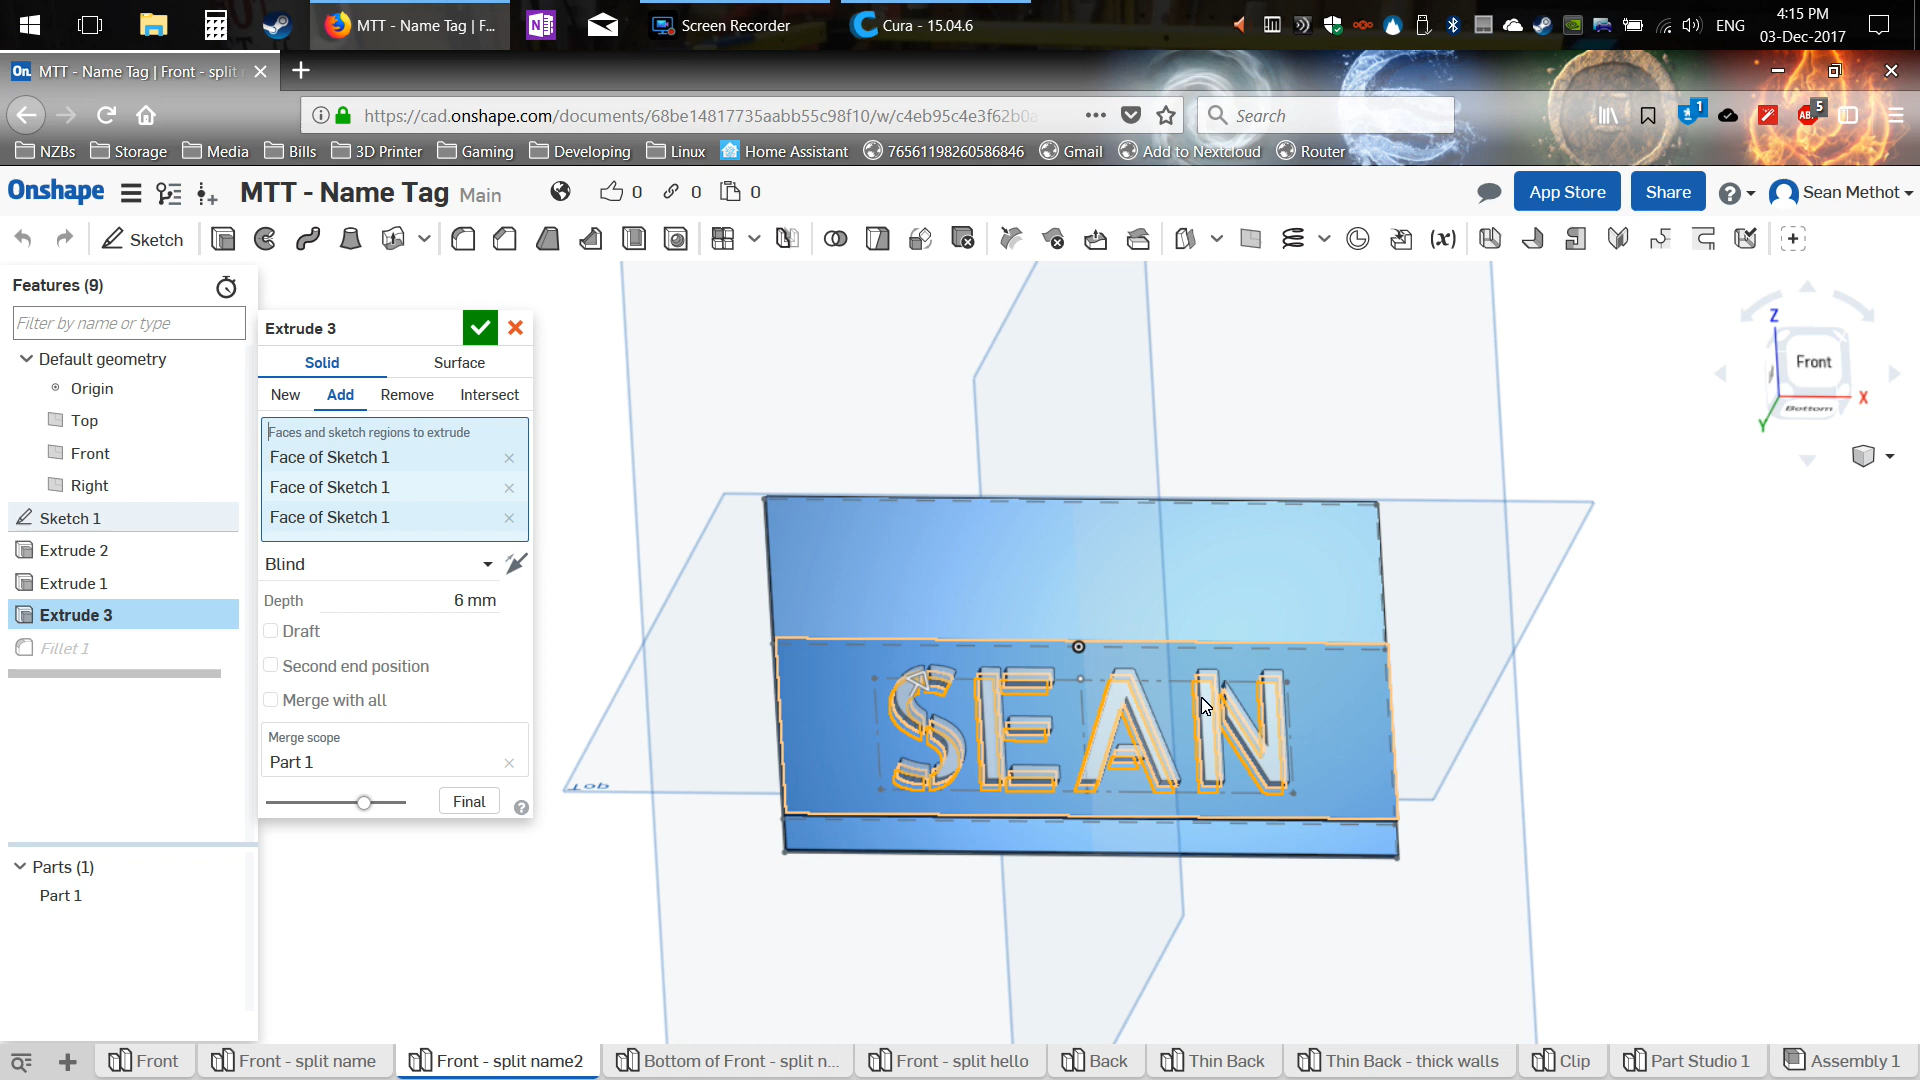 MTT - Name Tag | F...
Screen Recorder
Cura - 15.04.6
ENG
4:15 PM
03-Dec-2017
On
MTT - Name Tag | Front - split
https://cad.onshape.com/documents/68be14817735aabb55c98f10/w/c4eb95c4e3f62b0a
Search
1
5
NZBs
Storage
Media
Bills
3D Printer
Gaming
Developing
Linux
Home Assistant
76561198260586846
Gmail
Add to Nextcloud
Router
Onshape
MTT - Name Tag Main
0
0
0
App Store
Share
Sean Methot
Sketch
(x)
Features (9)
Filter by name or type
Default geometry
Origin
Top
Front
Right
Sketch 1
Extrude 2
Extrude 1
Extrude 3
Fillet 1
Parts (1)
Part 1
Extrude 3
Solid
Surface
New
Add
Remove
Intersect
Faces and sketch regions to extrude
Face of Sketch 1
Face of Sketch 1
Face of Sketch 1
Blind
Depth
6 mm
Draft
Second end position
Merge with all
Merge scope
Part 1
Final
Top
SEAN
Z
Front
Bottom
X
Y
Front
Front - split name
Front - split name2
Bottom of Front - split n...
Front - split hello
Back
Thin Back
Thin Back - thick walls
Clip
Part Studio 1
Assembly 1